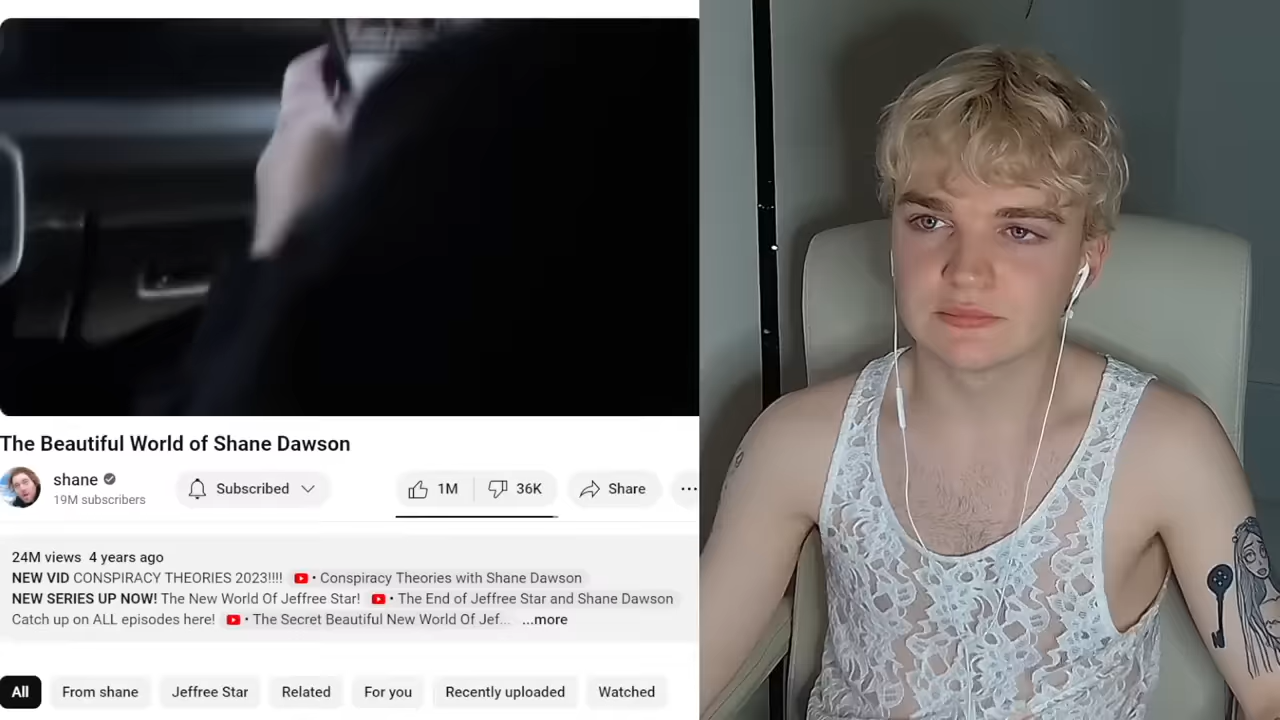 The Beautiful World of Shane Dawson
shane
19M subscribers
Subscribed
1M
36K
Share
...
24M views 4 years ago
NEW VID CONSPIRACY THEORIES 2023!!!! • Conspiracy Theories with Shane Dawson
NEW SERIES UP NOW! The New World Of Jeffree Star! • The End of Jeffree Star and Shane Dawson
Catch up on ALL episodes here! • The Secret Beautiful New World Of Jef... ...more
All
From shane
Jeffree Star
Related
For you
Recently uploaded
Watched